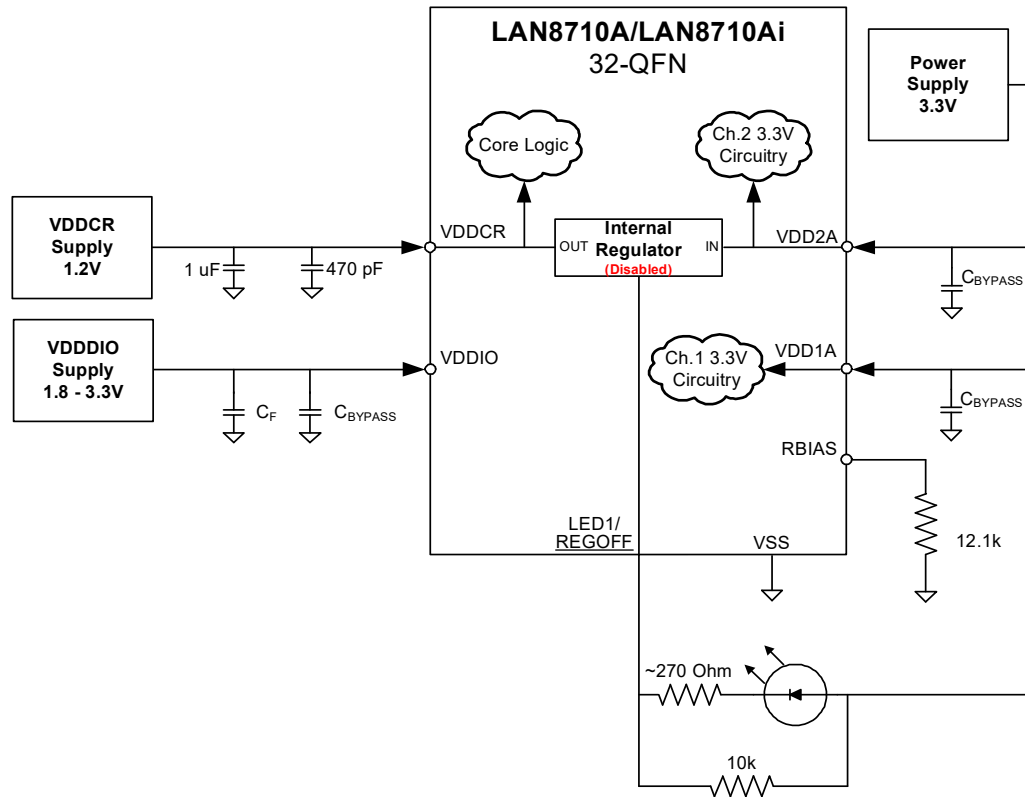 LAN8710A/LAN8710Ai
32-QFN
Power
Supply
3.3V
Core Logic
Ch.2 3.3V
Circuitry
VDDCR
Supply
1.2V
VDDCR
OUT
Internal
Regulator
(Disabled)
IN
VDD2A
1 uF
470 pF
CBYPASS
VDDDIO
Supply
1.8 - 3.3V
VDDIO
Ch.1 3.3V
Circuitry
VDD1A
CF
CBYPASS
CBYPASS
RBIAS
12.1k
LED1/
REGOFF
VSS
~270 Ohm
10k